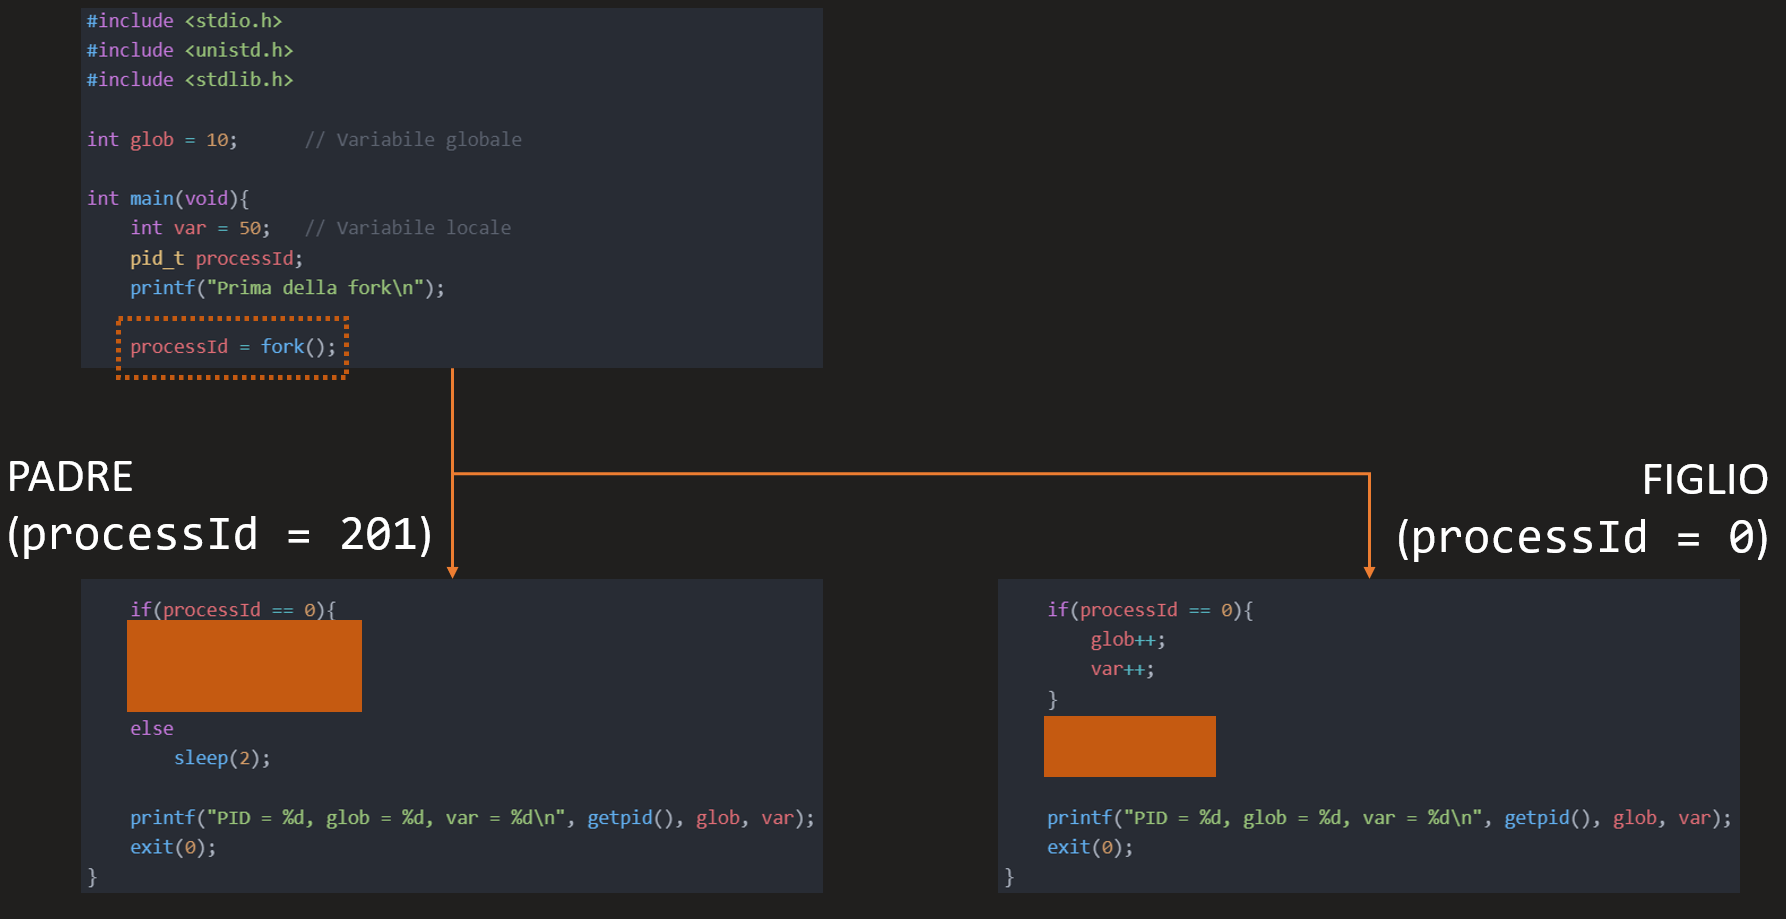 #include <stdio.h>
#include <unistd.h>
#include <stdlib.h>
int glob = 10;      // Variabile globale
int main(void){
    int var = 50;   // Variabile locale
    pid_t processId;
    printf("Prima della fork\n");
    processId = fork();
PADRE
(processId = 201)
    if(processId == 0){
    else
        sleep(2);
    printf("PID = %d, glob = %d, var = %d\n", getpid(), glob, var);
    exit(0);
}
FIGLIO
(processId = 0)
    if(processId == 0){
        glob++;
        var++;
    }
    printf("PID = %d, glob = %d, var = %d\n", getpid(), glob, var);
    exit(0);
}